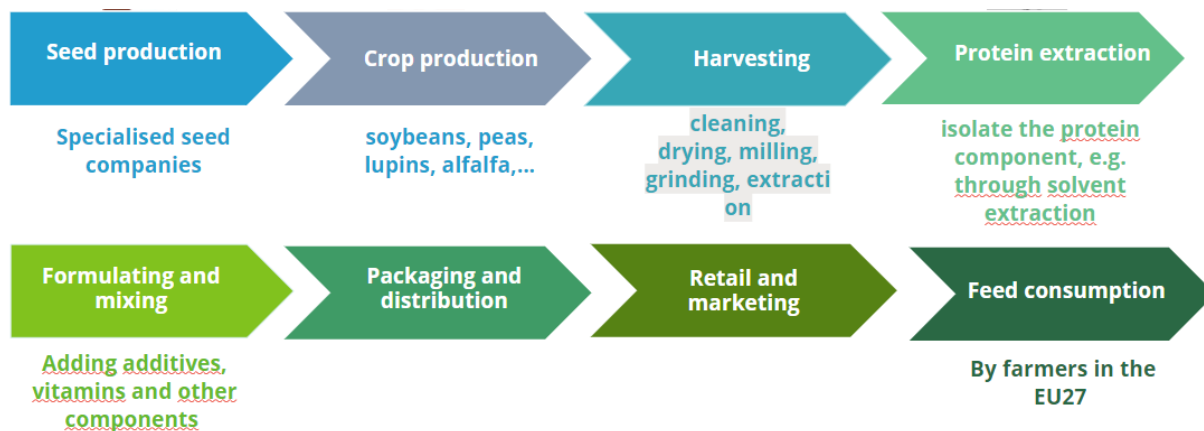 Seed production
Crop production
Harvesting
Protein extraction
Specialised seed
companies
soybeans, peas,
lupins, alfalfa,...
cleaning,
drying, milling,
grinding, extracti
on
isolate the protein
component, e.g.
through solvent
extraction
Formulating and
mixing
Packaging and
distribution
Retail and
marketing
Feed consumption
Adding additives,
vitamins and other
components
By farmers in the
EU27